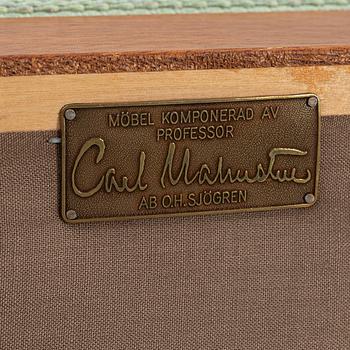 MÖBEL KOMPONERAD AV
PROFESSOR
Carl Malmsten
AB O.H. SJÖGREN